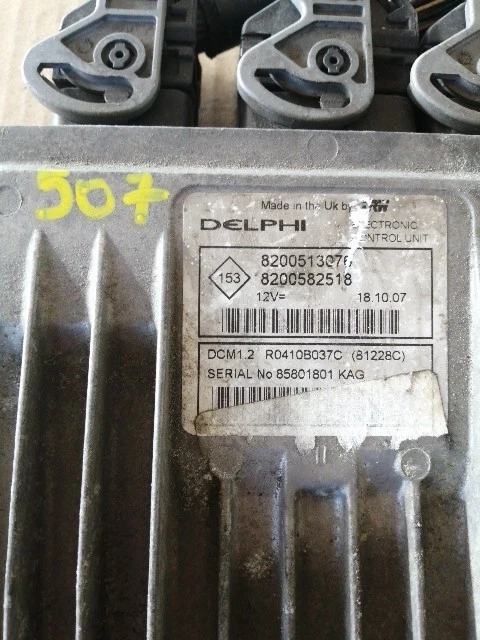 507
Made in the Uk by TRW
DELPHI ELECTRONIC
CONTROL UNIT
153
8200513076
8200582518
12V= 18.10.07
DCM1.2 R0410B037C (81228C)
SERIAL No 85801801 KAG